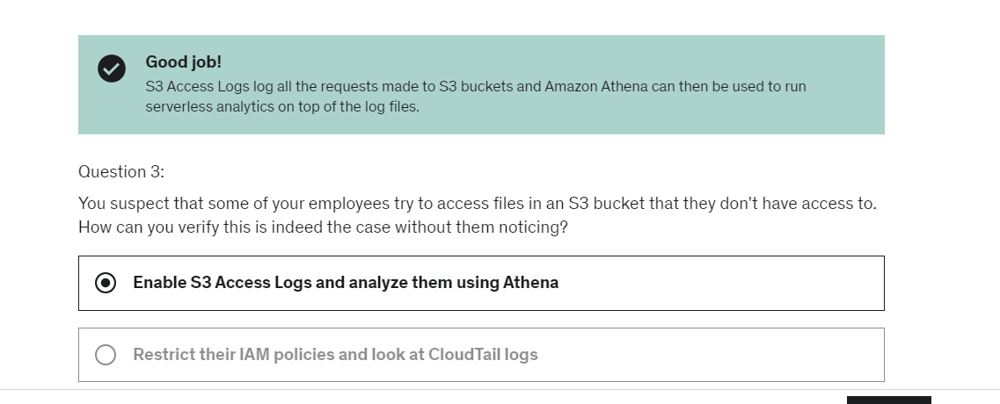 Good job!
S3 Access Logs log all the requests made to S3 buckets and Amazon Athena can then be used to run
serverless analytics on top of the log files.
Question 3:
You suspect that some of your employees try to access files in an S3 bucket that they don't have access to.
How can you verify this is indeed the case without them noticing?
Enable S3 Access Logs and analyze them using Athena
Restrict their IAM policies and look at CloudTail logs